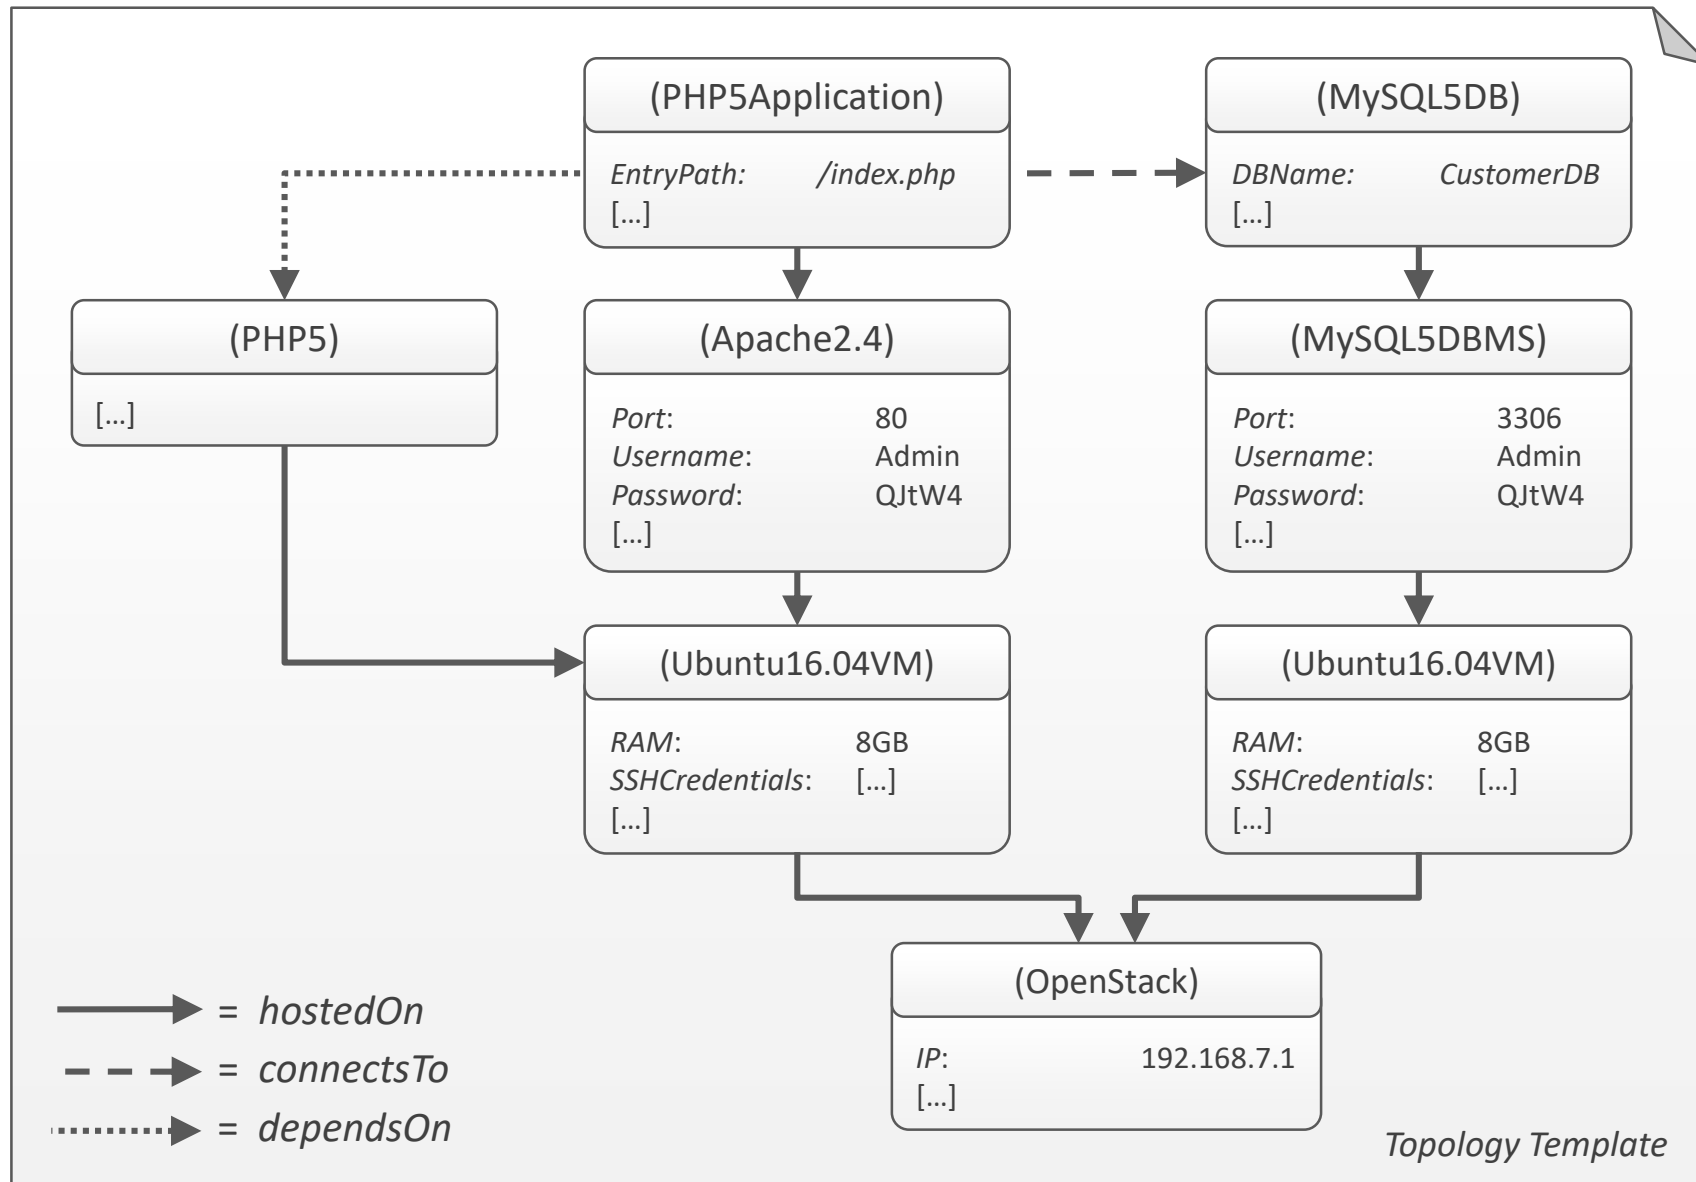 (PHP5Application)
EntryPath: /index.php
[...]
(MySQL5DB)
DBName: CustomerDB
[...]
(PHP5)
[...]
(Apache2.4)
Port: 80
Username: Admin
Password: QJtW4
[...]
(MySQL5DBMS)
Port: 3306
Username: Admin
Password: QJtW4
[...]
(Ubuntu16.04VM)
RAM: 8GB
SSHCredentials: [...]
[...]
(Ubuntu16.04VM)
RAM: 8GB
SSHCredentials: [...]
[...]
(OpenStack)
IP: 192.168.7.1
[...]
= hostedOn
= connectsTo
= dependsOn
Topology Template